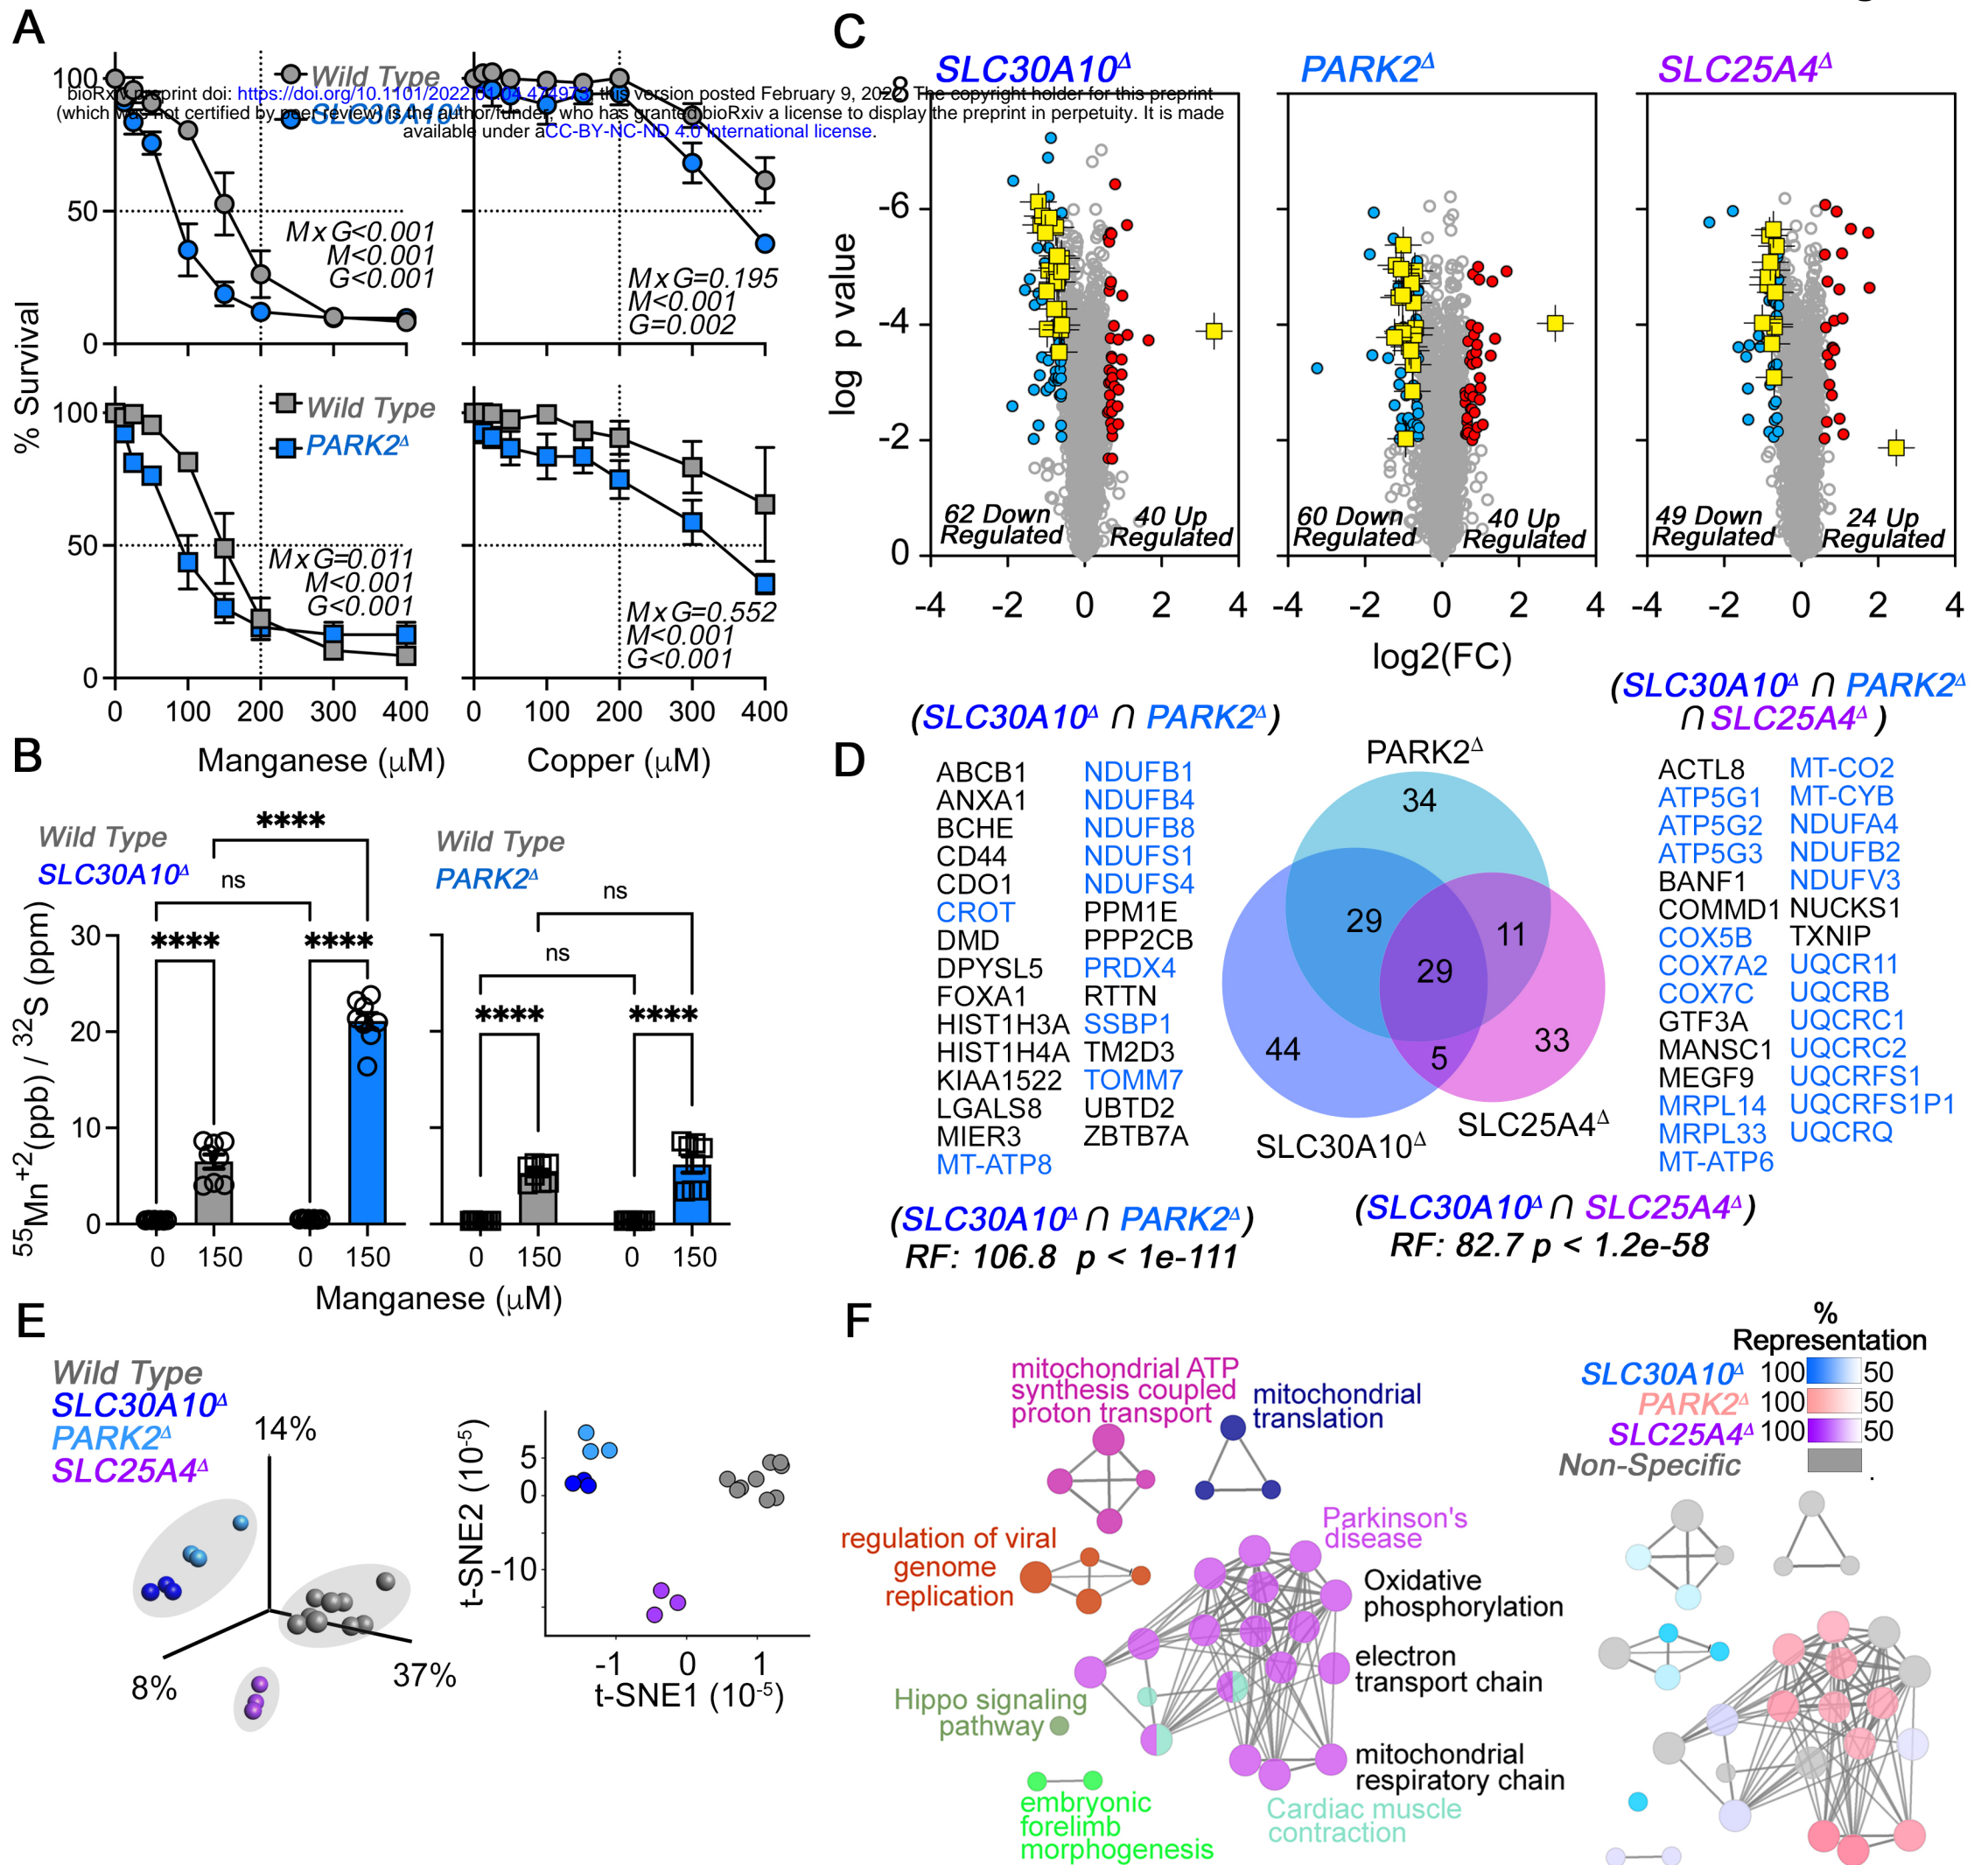 A
Wild Type
SLC30A10Δ
bioRxiv preprint doi: https://doi.org/10.1101/2022.01.04.474973; this version posted February 9, 2022. The copyright holder for this preprint
(which was not certified by peer review) is the author/funder, who has granted bioRxiv a license to display the preprint in perpetuity. It is made
available under aCC-BY-NC-ND 4.0 International license.
100
50
0
MxG<0.001
M<0.001
G<0.001
MxG=0.195
M<0.001
G=0.002
% Survival
Wild Type
PARK2Δ
100
50
0
MxG=0.011
M<0.001
G<0.001
MxG=0.552
M<0.001
G<0.001
0 100 200 300 400
0 100 200 300 400
Manganese (μM)
Copper (μM)
B
Wild Type
SLC30A10Δ
Wild Type
PARK2Δ
****
ns
****
****
ns
ns
****
****
55Mn+2(ppb) / 32S (ppm)
30
20
10
0
0 150 0 150
0 150 0 150
Manganese (μM)
C
SLC30A10Δ
PARK2Δ
SLC25A4Δ
log p value
-8
-6
-4
-2
0
62 Down
Regulated
40 Up
Regulated
60 Down
Regulated
40 Up
Regulated
49 Down
Regulated
24 Up
Regulated
-4 -2 0 2 4
-4 -2 0 2 4
-4 -2 0 2 4
log2(FC)
D
(SLC30A10Δ ∩ PARK2Δ)
ABCB1
ANXA1
BCHE
CD44
CDO1
CROT
DMD
DPYSL5
FOXA1
HIST1H3A
HIST1H4A
KIAA1522
LGALS8
MIER3
MT-ATP8
NDUFB1
NDUFB4
NDUFB8
NDUFS1
NDUFS4
PPM1E
PPP2CB
PRDX4
RTTN
SSBP1
TM2D3
TOMM7
UBTD2
ZBTB7A
PARK2Δ
34
29
11
29
44
5
33
SLC30A10Δ
SLC25A4Δ
(SLC30A10Δ ∩ PARK2Δ
∩ SLC25A4Δ )
ACTL8
ATP5G1
ATP5G2
ATP5G3
BANF1
COMMD1
COX5B
COX7A2
COX7C
GTF3A
MANSC1
MEGF9
MRPL14
MRPL33
MT-ATP6
MT-CO2
MT-CYB
NDUFA4
NDUFB2
NDUFV3
NUCKS1
TXNIP
UQCR11
UQCRB
UQCRC1
UQCRC2
UQCRFS1
UQCRFS1P1
UQCRQ
(SLC30A10Δ ∩ PARK2Δ)
RF: 106.8 p < 1e-111
(SLC30A10Δ ∩ SLC25A4Δ)
RF: 82.7 p < 1.2e-58
E
Wild Type
SLC30A10Δ
PARK2Δ
SLC25A4Δ
14%
8%
37%
t-SNE2 (10-5)
5
0
-10
-1 0 1
t-SNE1 (10-5)
F
mitochondrial ATP
synthesis coupled
proton transport
mitochondrial
translation
regulation of viral
genome
replication
Parkinson's
disease
Oxidative
phosphorylation
electron
transport chain
Hippo signaling
pathway
mitochondrial
respiratory chain
embryonic
forelimb
morphogenesis
Cardiac muscle
contraction
%
Representation
SLC30A10Δ 100 50
PARK2Δ 100 50
SLC25A4Δ 100 50
Non-Specific .